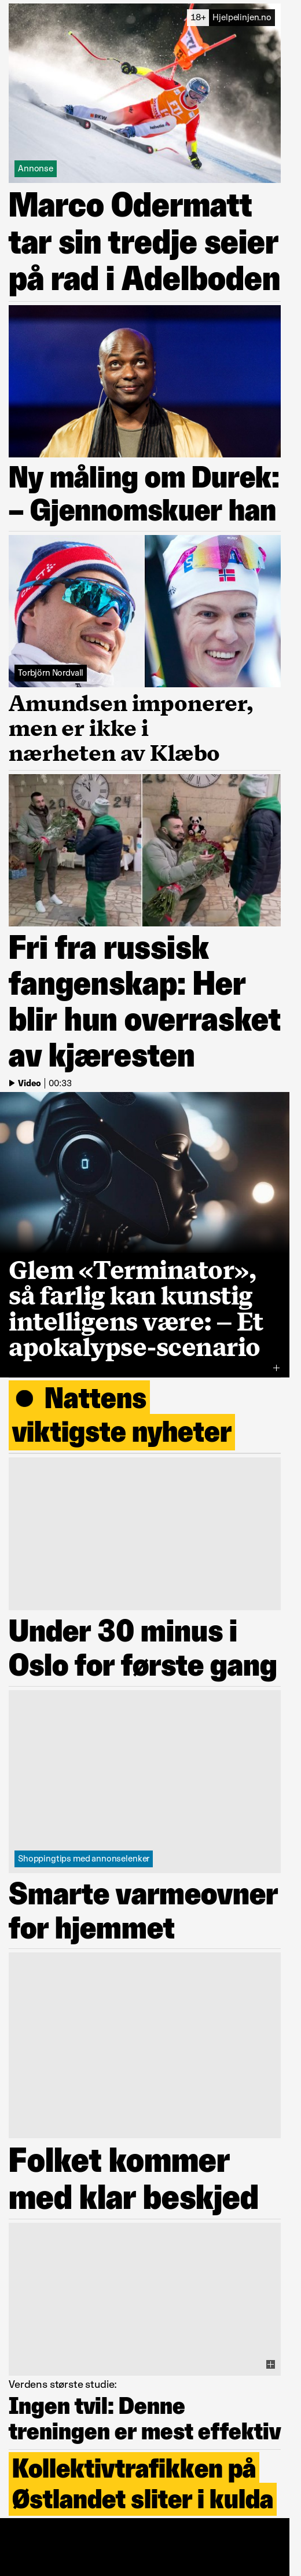 18+ Hjelpelinjen.no
Annonse
Marco Odermatt
tar sin tredje seier
på rad i Adelboden
Ny måling om Durek:
– Gjennomskuer han
Torbjörn Nordvall
Amundsen imponerer,
men er ikke i
nærheten av Klæbo
20 24
20
Fri fra russisk
fangenskap: Her
blir hun overrasket
av kjæresten
Video | 00:33
Glem «Terminator»,
så farlig kan kunstig
intelligens være: – Et
apokalypse-scenario
Nattens
viktigste nyheter
Under 30 minus i
Oslo for første gang
Shoppingtips med annonselenker
Smarte varmeovner
for hjemmet
Folket kommer
med klar beskjed
Verdens største studie:
Ingen tvil: Denne
treningen er mest effektiv
Kollektivtrafikken på
Østlandet sliter i kulda